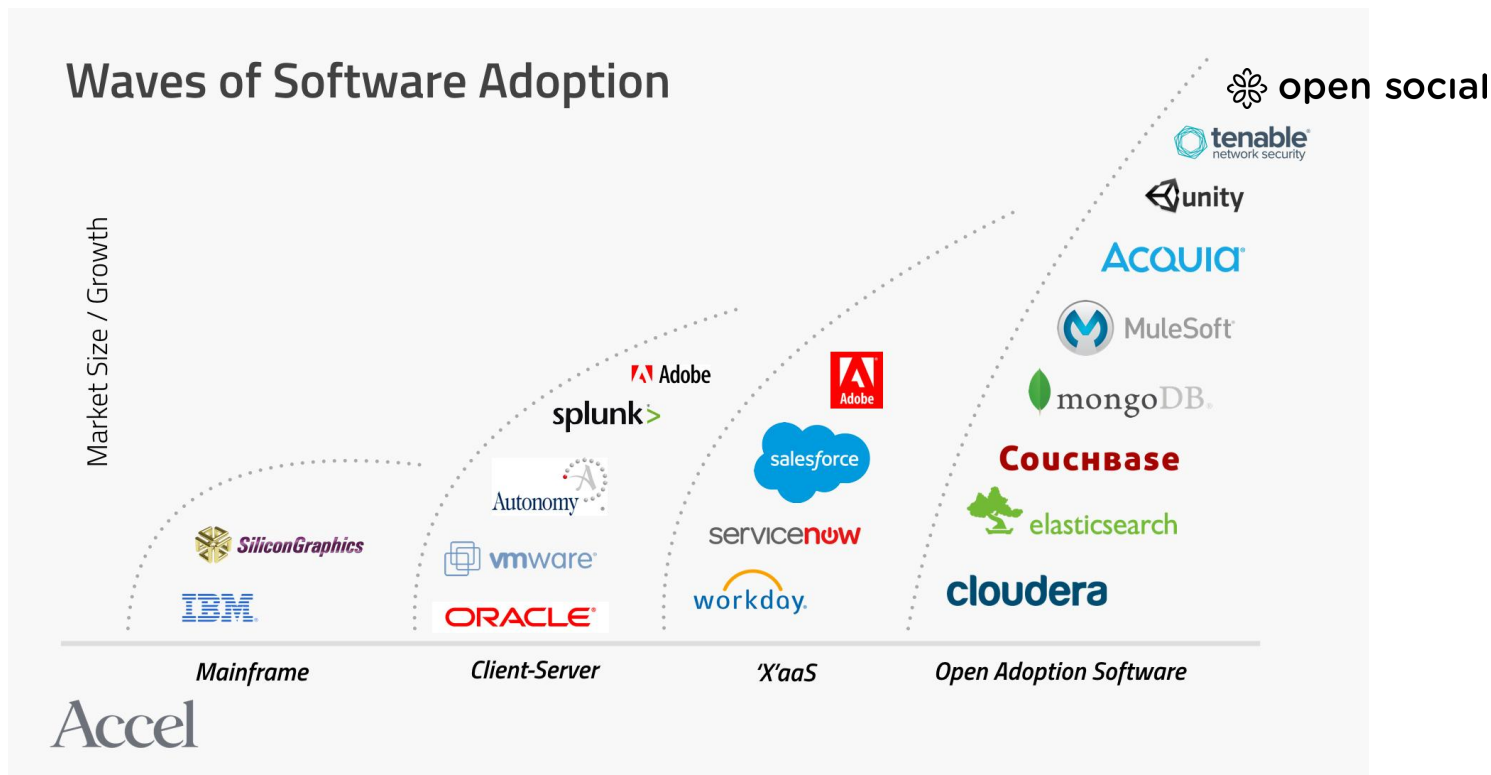 Waves of Software Adoption
open social
tenable®
network security
unity
Acquia®
MuleSoft®
mongoDB®
Couchbase
elasticsearch
cloudera
Market Size / Growth
Adobe
splunk>
Autonomy
vmware®
ORACLE®
Adobe
salesforce
servicenow
workday®
SiliconGraphics
IBM®
Mainframe
Client-Server
'X'aaS
Open Adoption Software
Accel